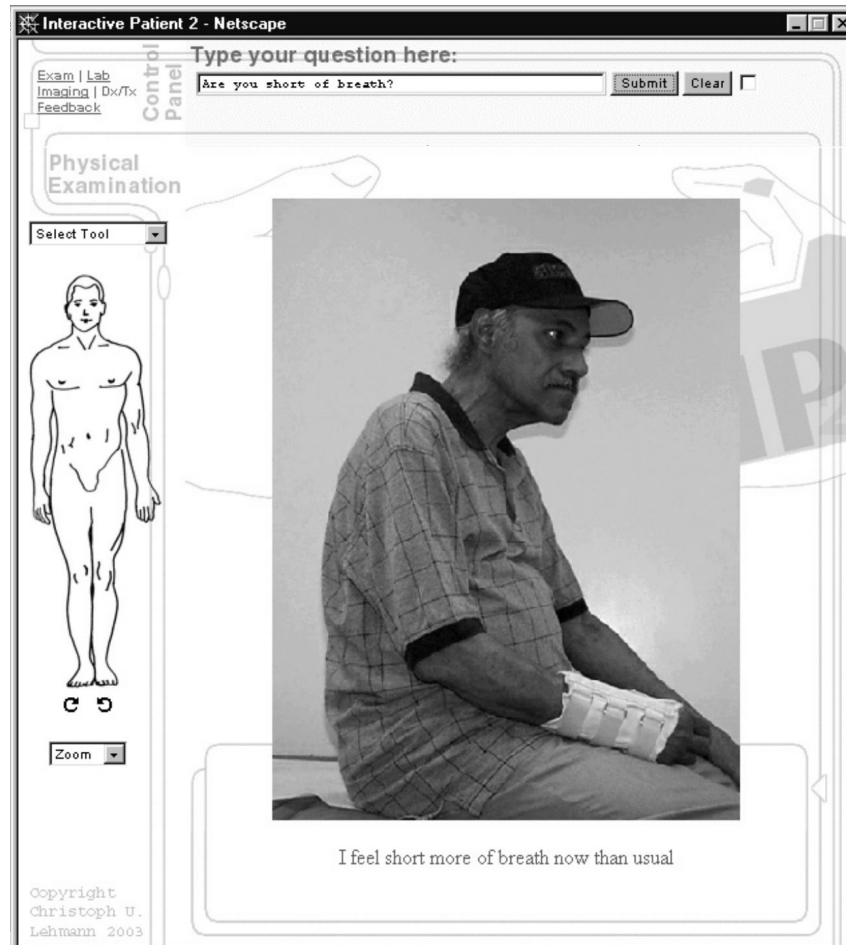 Interactive Patient 2 - Netscape
Exam | Lab
Imaging | Dx/Tx
Feedback
Control
Panel
Type your question here:
Are you short of breath?
Submit
Clear
Physical
Examination
Select Tool
Zoom
IP2
I feel short more of breath now than usual
Copyright
Christoph U.
Lehmann 2003